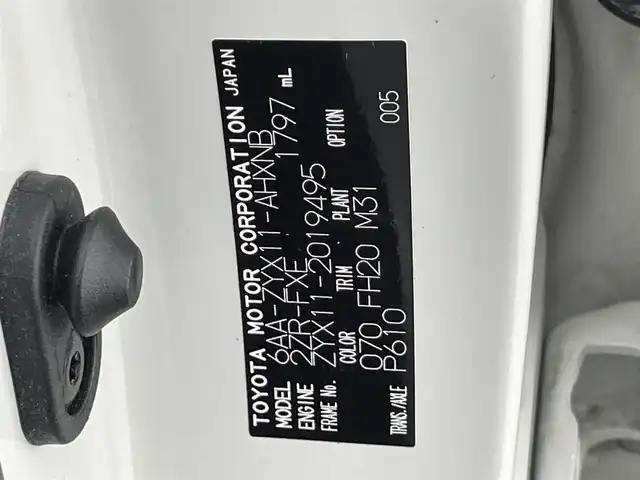 TOYOTA MOTOR CORPORATION JAPAN
MODEL 6AA-ZYX11-AHXNB
ENGINE 2ZR-FXE 1797 mL
FRAME No. ZYX11-2019495
COLOR TRIM PLANT OPTION
070 FH20 M31 005
TRANS./AXLE P610